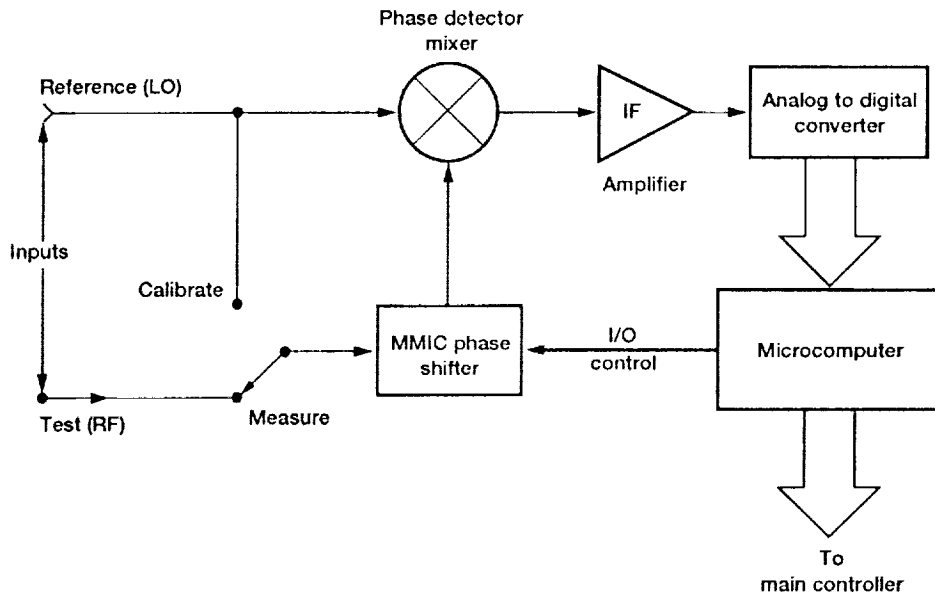 Phase detector
mixer
Reference (LO)
IF
Analog to digital
converter
Amplifier
Inputs
Calibrate
MMIC phase
shifter
I/O
control
Microcomputer
Test (RF)
Measure
To
main controller